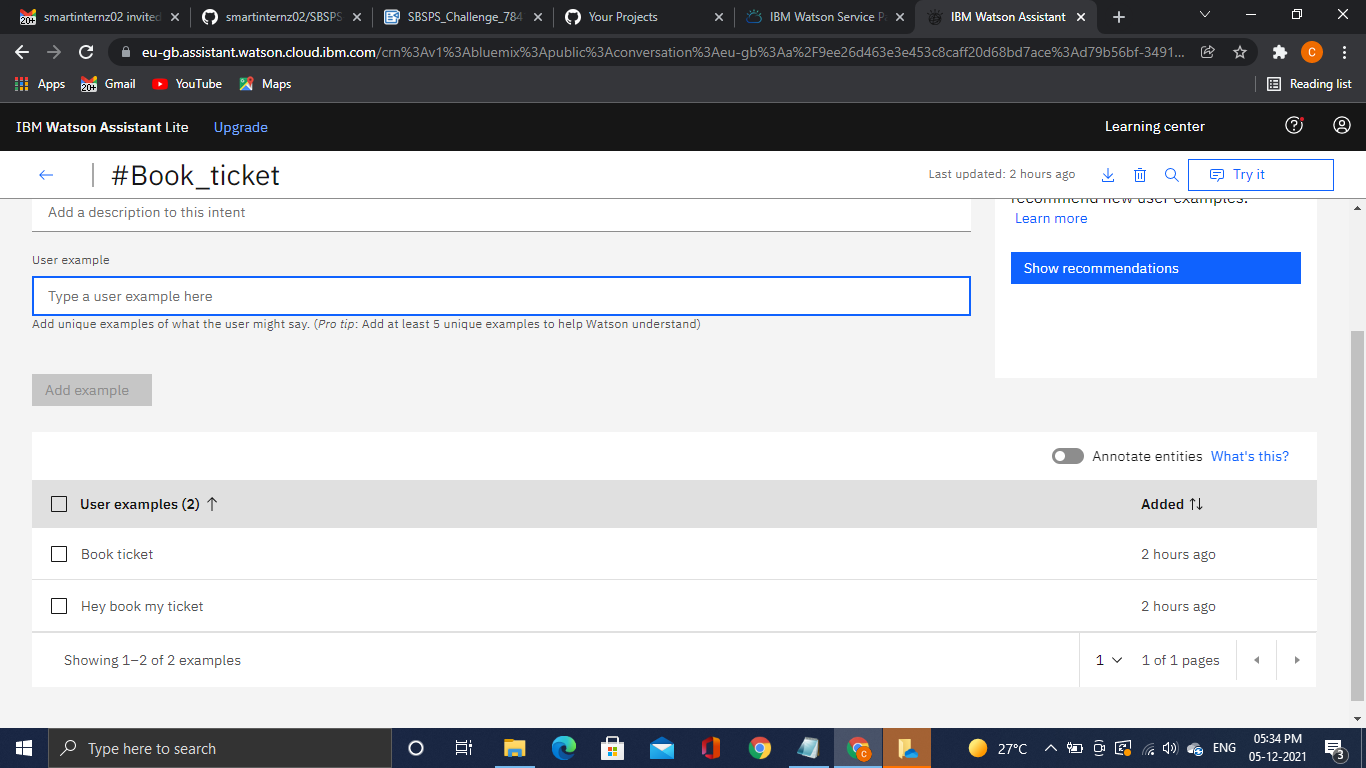 smartinternz02 invited
smartinternz02/SBSPS
SBSPS_Challenge_784
Your Projects
IBM Watson Service P
IBM Watson Assistant
eu-gb.assistant.watson.cloud.ibm.com/crn%3Av1%3Abluemix%3Apublic%3Aconversation%3Aeu-gb%3Aa%2F9ee26d463e3e453c8caff20d68bd7ace%3Ad79b56bf-3491...
C
Apps
20+
Gmail
YouTube
Maps
Reading list
IBM Watson Assistant Lite
Upgrade
Learning center
#Book_ticket
Last updated: 2 hours ago
Try it
Add a description to this intent
recommend new user examples.
Learn more
User example
Show recommendations
Type a user example here
Add unique examples of what the user might say. (Pro tip: Add at least 5 unique examples to help Watson understand)
Add example
Annotate entities
What's this?
User examples (2)
Added
Book ticket
2 hours ago
Hey book my ticket
2 hours ago
Showing 1–2 of 2 examples
1
1 of 1 pages
Type here to search
27°C
ENG
05:34 PM
05-12-2021
3